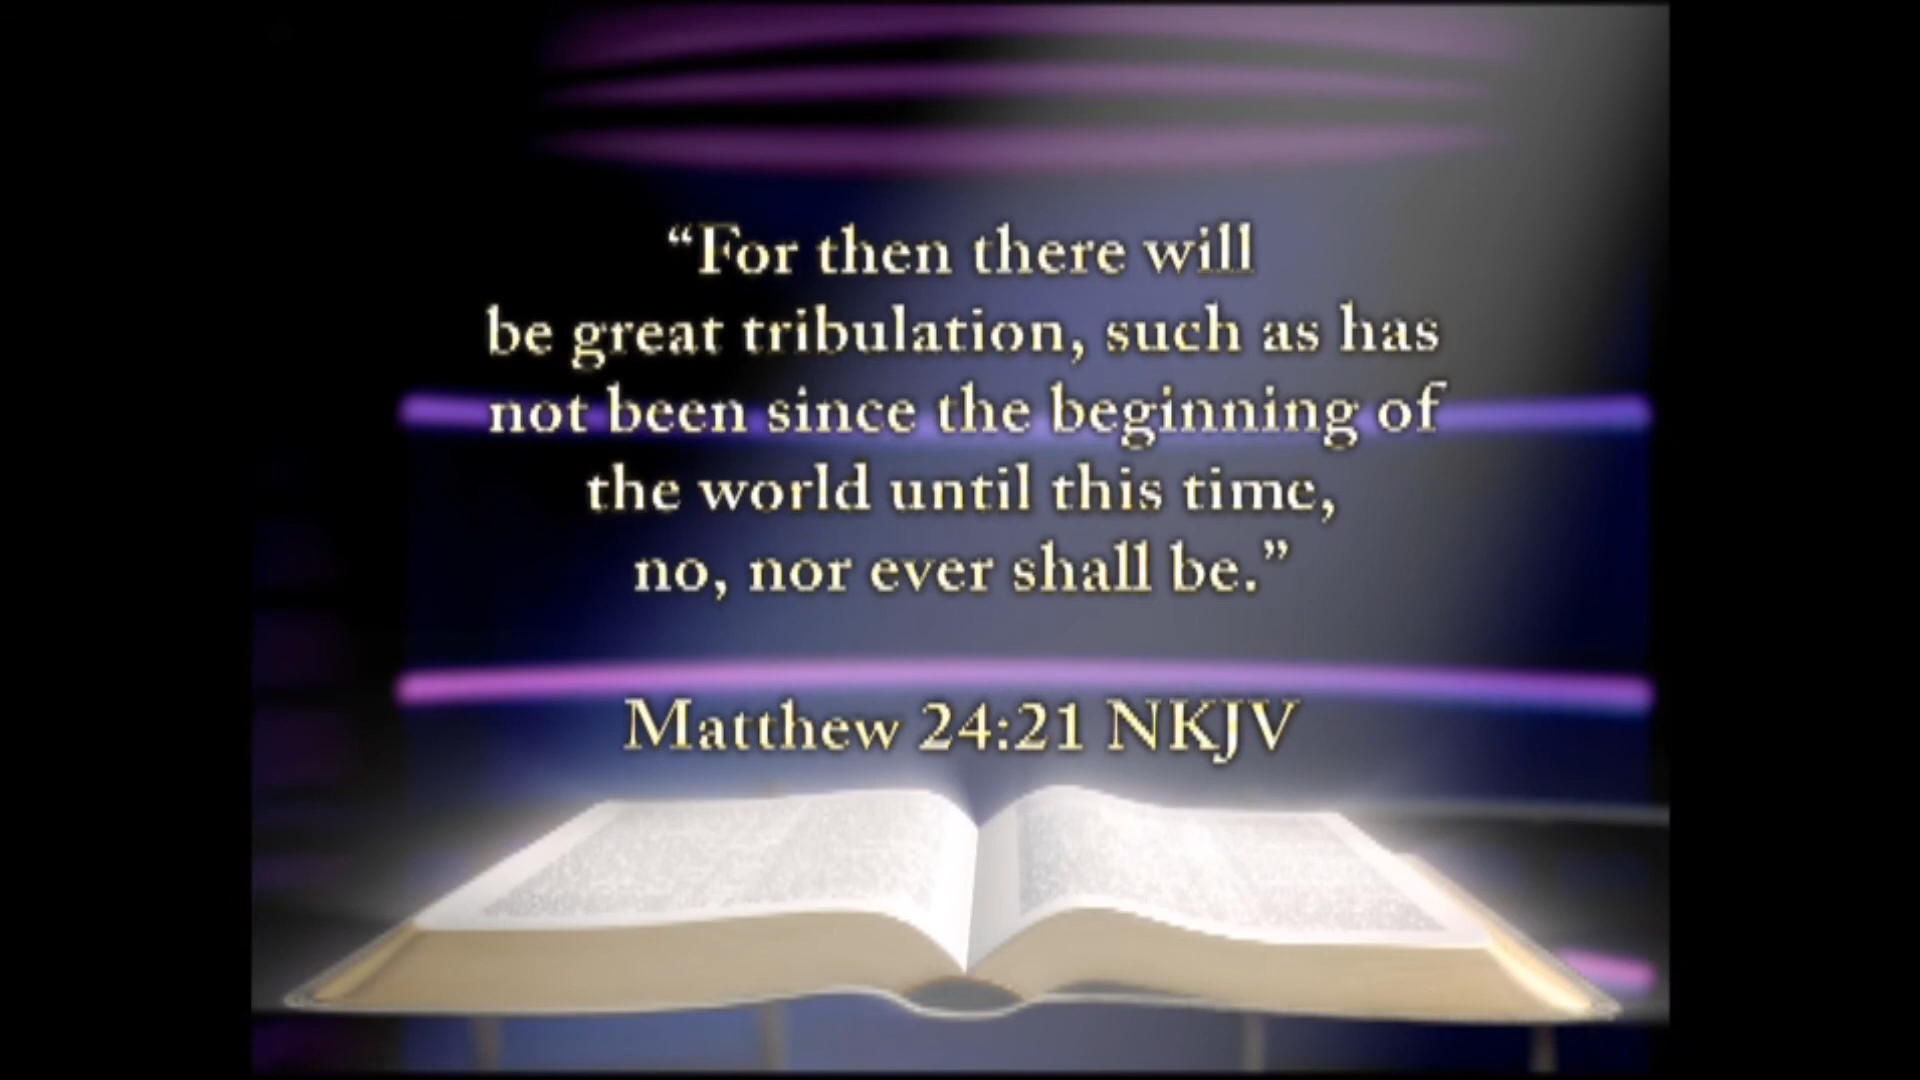 “For then there will
be great tribulation, such as has
not been since the beginning of
the world until this time,
no, nor ever shall be.”
Matthew 24:21 NKJV